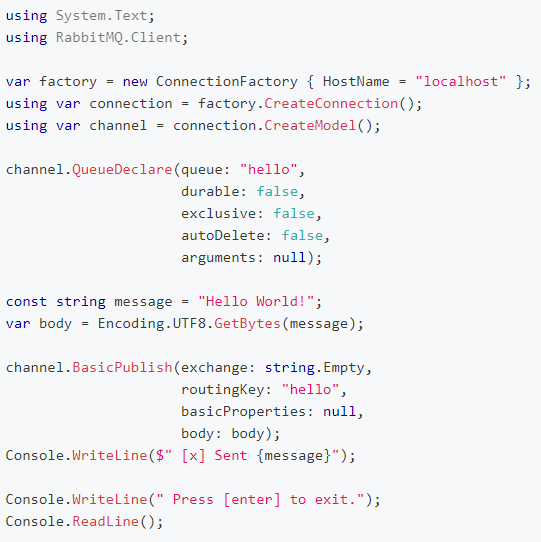 using System.Text;
using RabbitMQ.Client;

var factory = new ConnectionFactory { HostName = "localhost" };
using var connection = factory.CreateConnection();
using var channel = connection.CreateModel();

channel.QueueDeclare(queue: "hello",
                     durable: false,
                     exclusive: false,
                     autoDelete: false,
                     arguments: null);

const string message = "Hello World!";
var body = Encoding.UTF8.GetBytes(message);

channel.BasicPublish(exchange: string.Empty,
                     routingKey: "hello",
                     basicProperties: null,
                     body: body);
Console.WriteLine($" [x] Sent {message}");

Console.WriteLine(" Press [enter] to exit.");
Console.ReadLine();